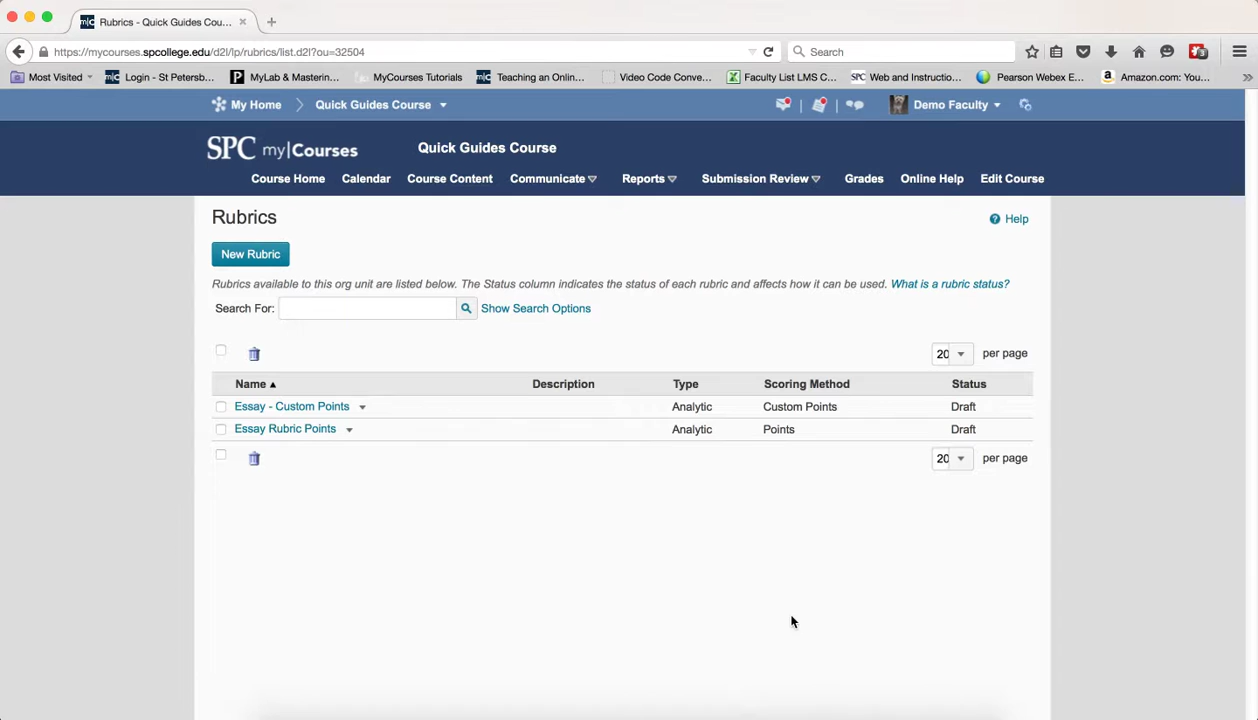 Rubrics - Quick Guides Cou...
https://mycourses.spcollege.edu/d2l/lp/rubrics/list.d2l?ou=32504
Search
3
Most Visited
Login - St Petersb...
MyLab & Masterin...
MyCourses Tutorials
Teaching an Onlin...
Video Code Conve...
Faculty List LMS C...
Web and Instructio...
Pearson Webex E...
Amazon.com: You...
My Home
Quick Guides Course
Demo Faculty
SPC my|Courses
Quick Guides Course
Course Home
Calendar
Course Content
Communicate
Reports
Submission Review
Grades
Online Help
Edit Course
Rubrics
Help
New Rubric
Rubrics available to this org unit are listed below. The Status column indicates the status of each rubric and affects how it can be used. What is a rubric status?
Search For:
Show Search Options
20 per page
Name Description Type Scoring Method Status
Essay - Custom Points Analytic Custom Points Draft
Essay Rubric Points Analytic Points Draft
20 per page